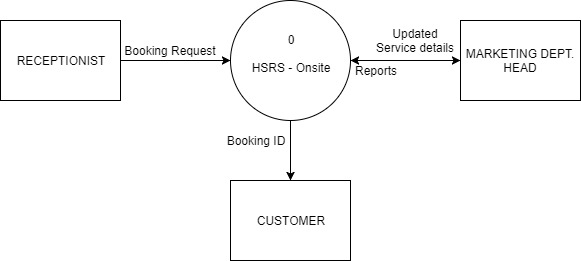 0
HSRS - Onsite
RECEPTIONIST
Booking Request
Updated
Service details
Reports
MARKETING DEPT.
HEAD
Booking ID
CUSTOMER